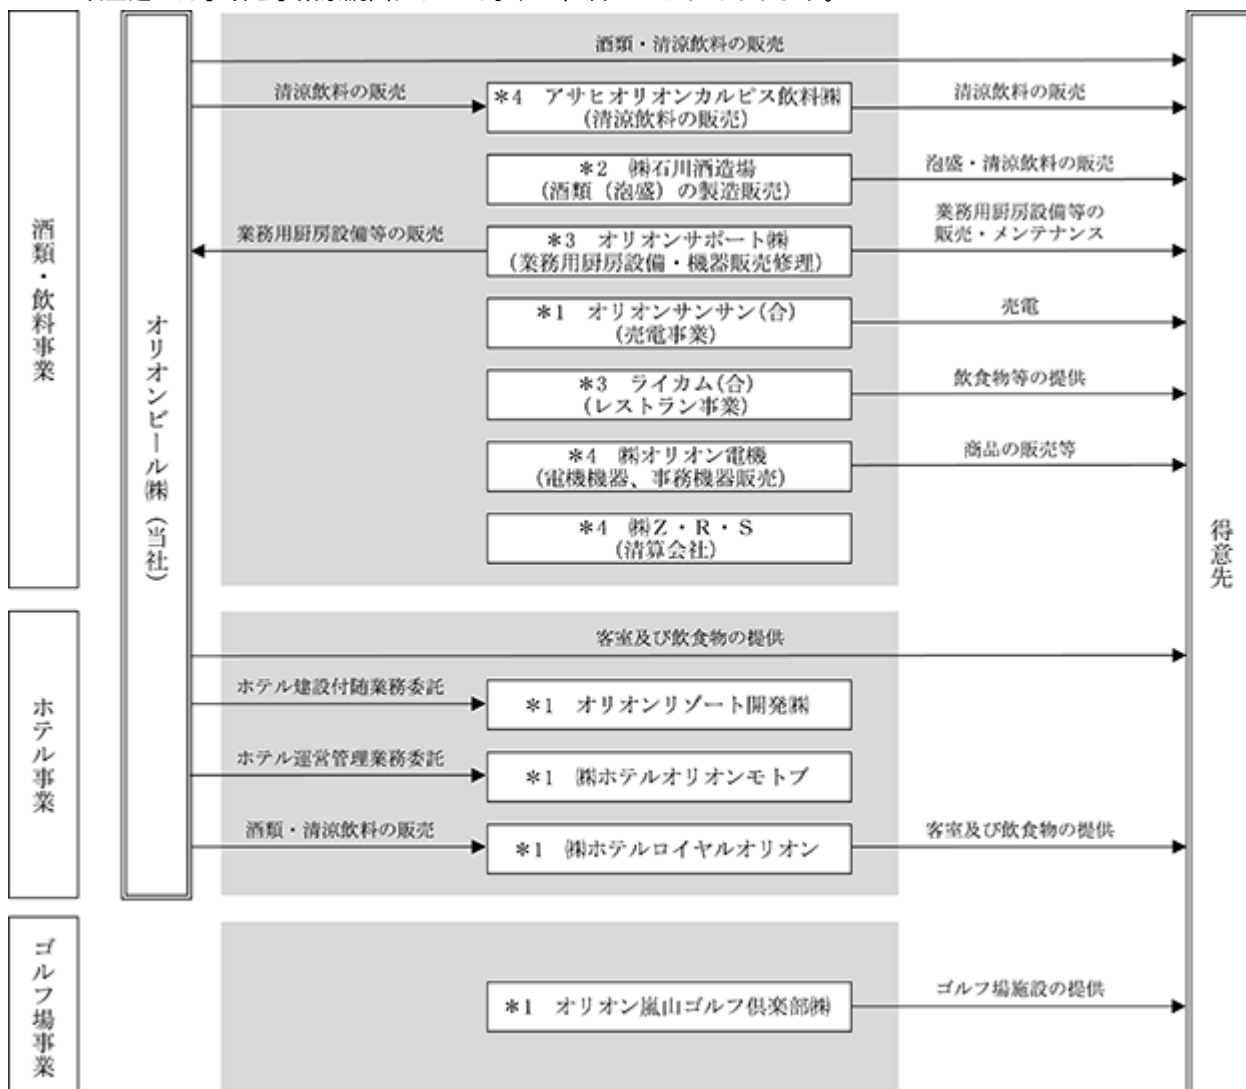 酒類・飲料事業
オリオンビール㈱（当社）
酒類・清涼飲料の販売
清涼飲料の販売
＊4　アサヒオリオンカルピス飲料㈱
(清涼飲料の販売)
清涼飲料の販売
＊2　㈱石川酒造場
(酒類（泡盛）の製造販売)
泡盛・清涼飲料の販売
業務用厨房設備等の販売
＊3　オリオンサポート㈱
(業務用厨房設備・機器販売修理)
業務用厨房設備等の
販売・メンテナンス
＊1　オリオンサンサン(合)
(売電事業)
売電
＊3　ライカム(合)
(レストラン事業)
飲食物等の提供
＊4　㈱オリオン電機
(電機機器、事務機器販売)
商品の販売等
＊4　㈱Ｚ・Ｒ・Ｓ
(清算会社)
得意先
ホテル事業
客室及び飲食物の提供
ホテル建設付随業務委託
＊1　オリオンリゾート開発㈱
ホテル運営管理業務委託
＊1　㈱ホテルオリオンモトブ
酒類・清涼飲料の販売
＊1　㈱ホテルロイヤルオリオン
客室及び飲食物の提供
ゴルフ場事業
＊1　オリオン嵐山ゴルフ倶楽部㈱
ゴルフ場施設の提供